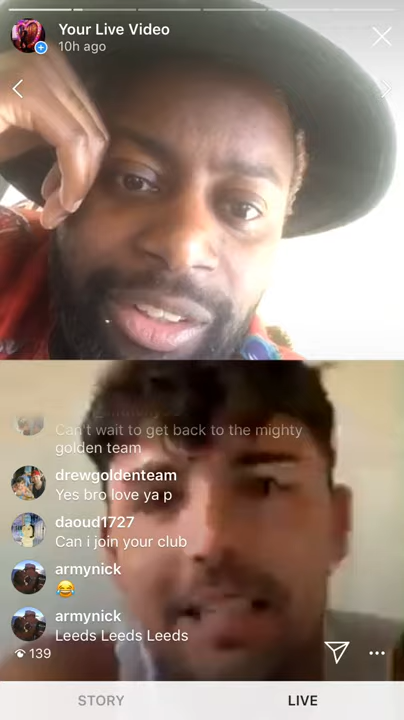 Your Live Video
10h ago
Can't wait to get back to the mighty
golden team
drewgoldenteam
Yes bro love ya p
daoud1727
Can i join your club
armynick
😂
armynick
Leeds Leeds Leeds
139
STORY
LIVE